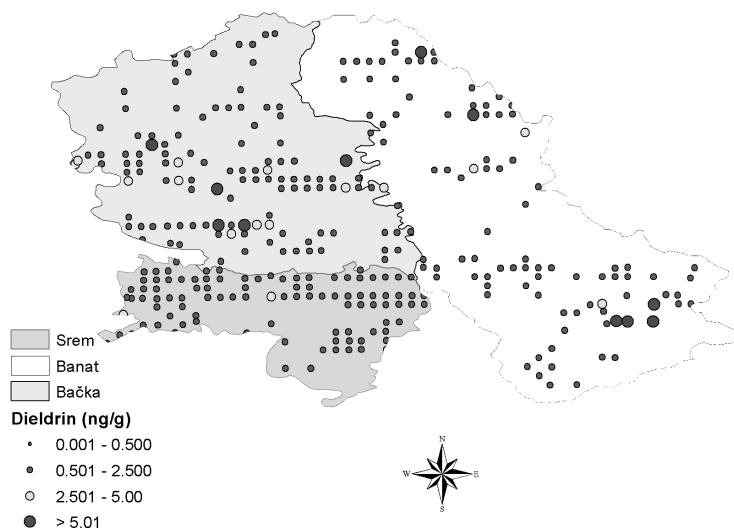 Srem
Banat
Bačka
Dieldrin (ng/g)
0.001 - 0.500
0.501 - 2.500
2.501 - 5.00
> 5.01
N
W E
S